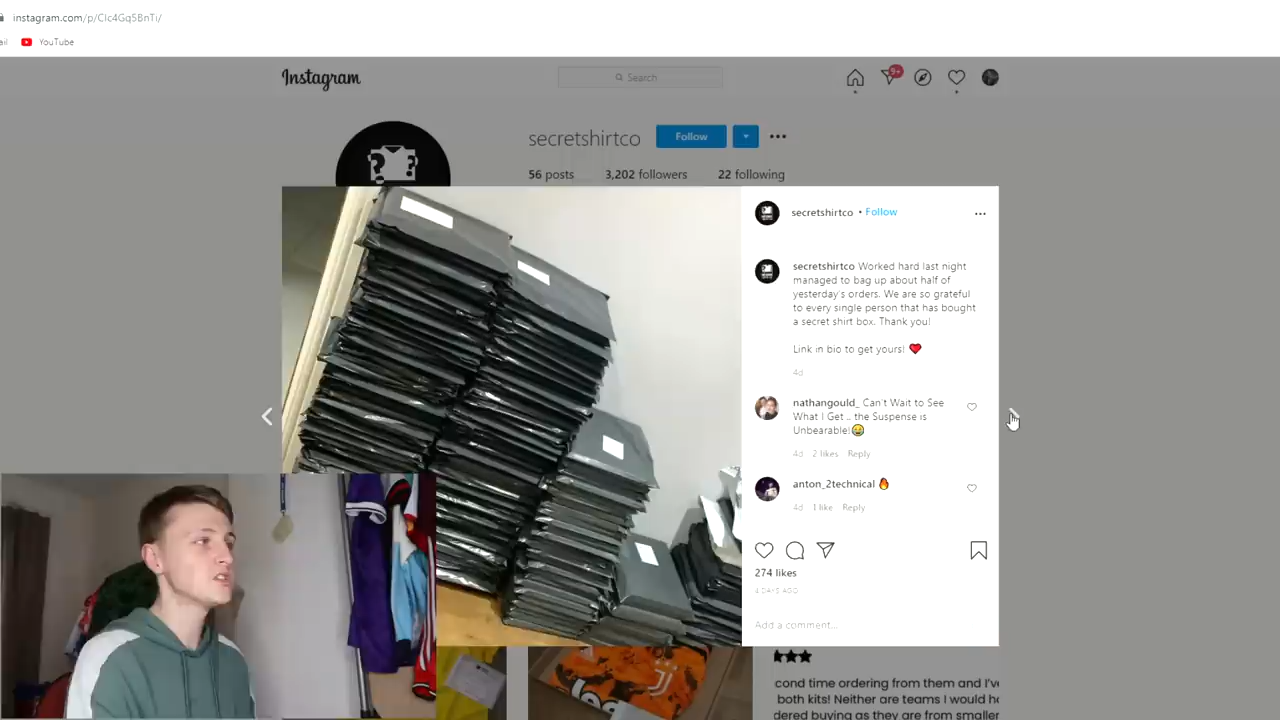 instagram.com/p/CIc4GqSBnTi/
YouTube
Instagram
Search
9+
secretshirtco Follow
56 posts 3,202 followers 22 following
secretshirtco • Follow
secretshirtco Worked hard last night
managed to bag up about half of
yesterday's orders. We are so grateful
to every single person that has bought
a secret shirt box. Thank you!
Link in bio to get yours! ❤️
4d
nathangould_ Can't Wait to See
What I Get .. the Suspense is
Unbearable!😂
4d 2 likes Reply
anton_2technical 🔥
4d 1 like Reply
274 likes
4 DAYS AGO
Add a comment...
cond time ordering from them and I've
both kits! Neither are teams I would h
dered buying as they are from smaller